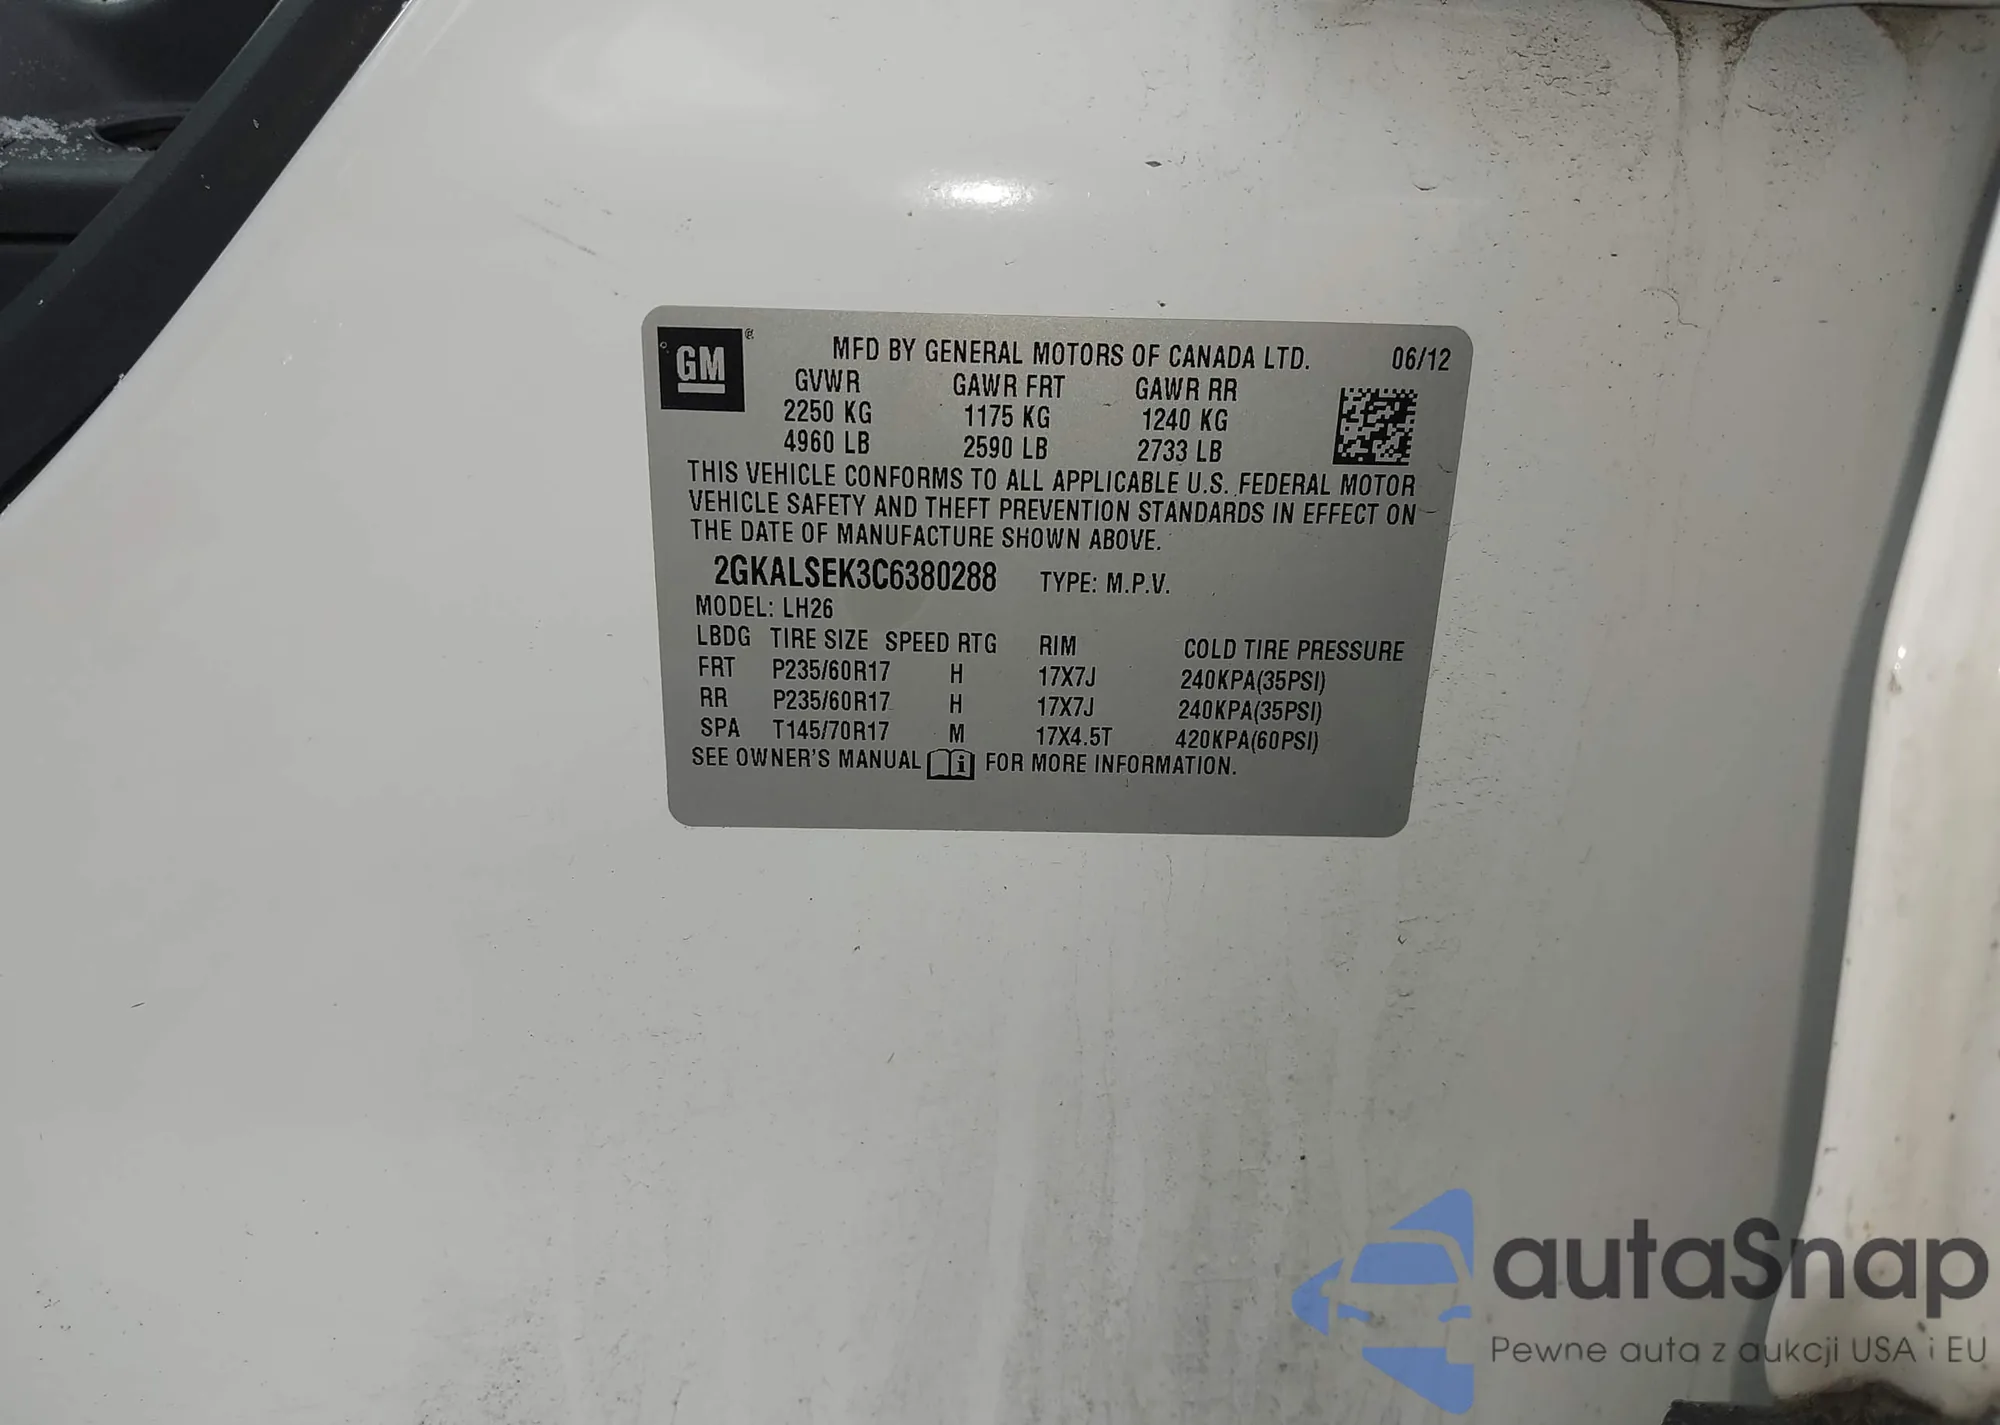 GM ®
MFD BY GENERAL MOTORS OF CANADA LTD. 06/12
GVWR GAWR FRT GAWR RR
2250 KG 1175 KG 1240 KG
4960 LB 2590 LB 2733 LB
THIS VEHICLE CONFORMS TO ALL APPLICABLE U.S. FEDERAL MOTOR
VEHICLE SAFETY AND THEFT PREVENTION STANDARDS IN EFFECT ON
THE DATE OF MANUFACTURE SHOWN ABOVE.
2GKALSEK3C6380288 TYPE: M.P.V.
MODEL: LH26
LBDG TIRE SIZE SPEED RTG RIM COLD TIRE PRESSURE
FRT P235/60R17 H 17X7J 240KPA(35PSI)
RR P235/60R17 H 17X7J 240KPA(35PSI)
SPA T145/70R17 M 17X4.5T 420KPA(60PSI)
SEE OWNER'S MANUAL i FOR MORE INFORMATION.
autaSnap
Pewne auta z aukcji USA i EU